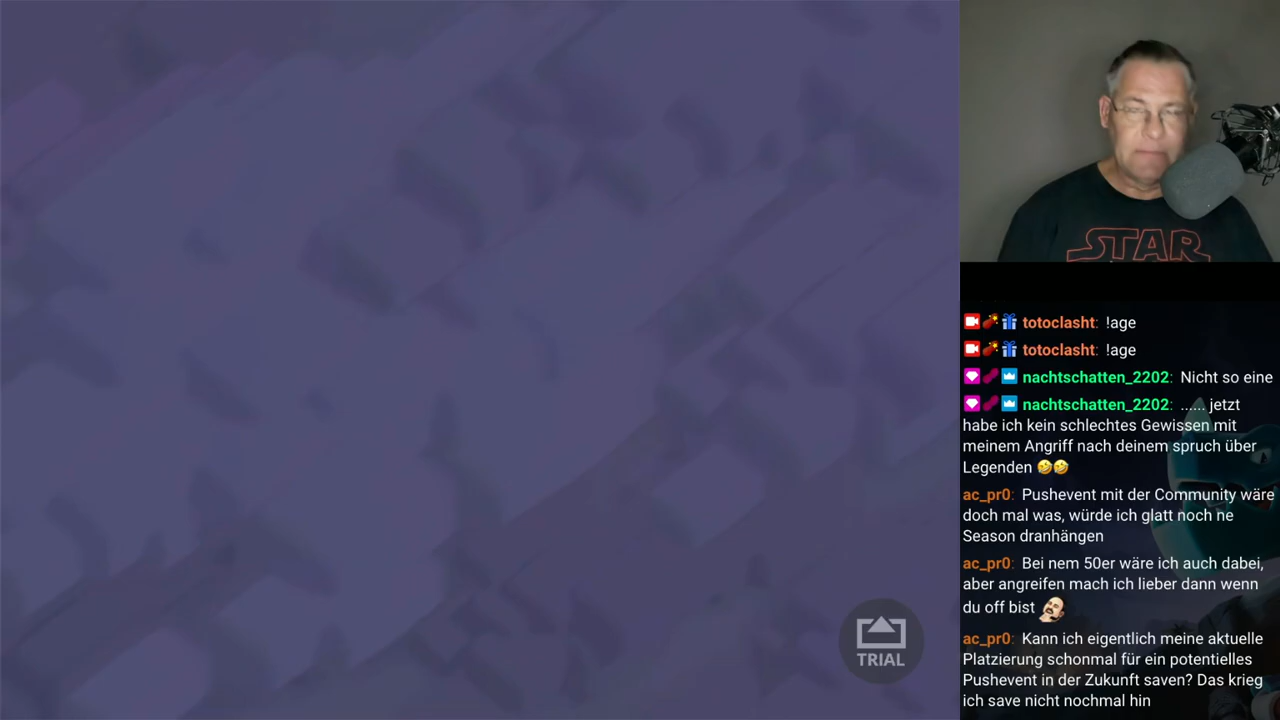 STAR
totoclasht: !age
totoclasht: !age
nachtschatten_2202: Nicht so eine
nachtschatten_2202: ...... jetzt
habe ich kein schlechtes Gewissen mit
meinem Angriff nach deinem spruch über
Legenden 🤣🤣
ac_pr0: Pushevent mit der Community wäre
doch mal was, würde ich glatt noch ne
Season dranhängen
ac_pr0: Bei nem 50er wäre ich auch dabei,
aber angreifen mach ich lieber dann wenn
du off bist
ac_pr0: Kann ich eigentlich meine aktuelle
Platzierung schonmal für ein potentielles
Pushevent in der Zukunft saven? Das krieg
ich save nicht nochmal hin
TRIAL